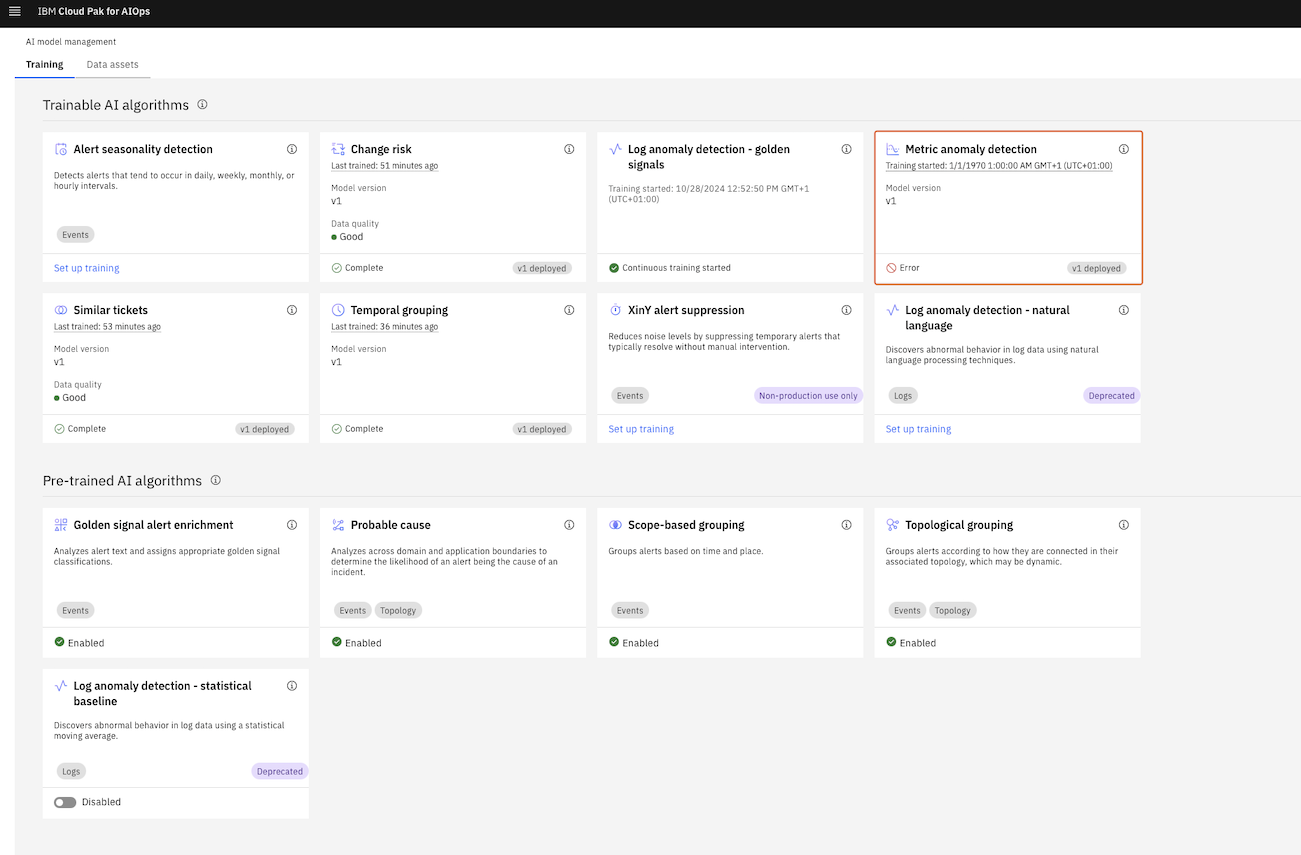 IBM Cloud Pak for AIOps
AI model management
Training
Data assets
Trainable AI algorithms
Alert seasonality detection
Detects alerts that tend to occur in daily, weekly, monthly, or
hourly intervals.
Events
Set up training
Change risk
Last trained: 51 minutes ago
Model version
v1
Data quality
Good
Complete
v1 deployed
Log anomaly detection - golden
signals
Training started: 10/28/2024 12:52:50 PM GMT+1
(UTC+01:00)
Continuous training started
Metric anomaly detection
Training started: 1/1/1970 1:00:00 AM GMT+1 (UTC+01:00)
Model version
v1
Error
v1 deployed
Similar tickets
Last trained: 53 minutes ago
Model version
v1
Data quality
Good
Complete
v1 deployed
Temporal grouping
Last trained: 36 minutes ago
Model version
v1
Complete
v1 deployed
XinY alert suppression
Reduces noise levels by suppressing temporary alerts that
typically resolve without manual intervention.
Events
Non-production use only
Set up training
Log anomaly detection - natural
language
Discovers abnormal behavior in log data using natural
language processing techniques.
Logs
Deprecated
Set up training
Pre-trained AI algorithms
Golden signal alert enrichment
Analyzes alert text and assigns appropriate golden signal
classifications.
Events
Enabled
Probable cause
Analyzes across domain and application boundaries to
determine the likelihood of an alert being the cause of an
incident.
Events
Topology
Enabled
Scope-based grouping
Groups alerts based on time and place.
Events
Enabled
Topological grouping
Groups alerts according to how they are connected in their
associated topology, which may be dynamic.
Events
Topology
Enabled
Log anomaly detection - statistical
baseline
Discovers abnormal behavior in log data using a statistical
moving average.
Logs
Deprecated
Disabled